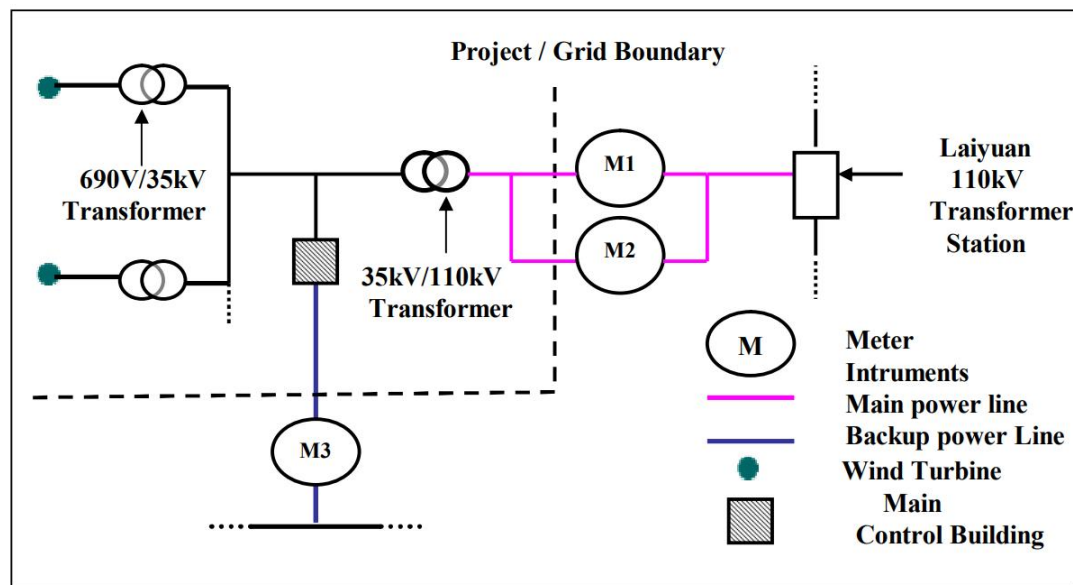 Project / Grid Boundary
M1
Laiyuan
110kV
Transformer
Station
690V/35kV
Transformer
M2
35kV/110kV
Transformer
M
Meter
Intruments
Main power line
Backup power Line
M3
Wind Turbine
Main
Control Building